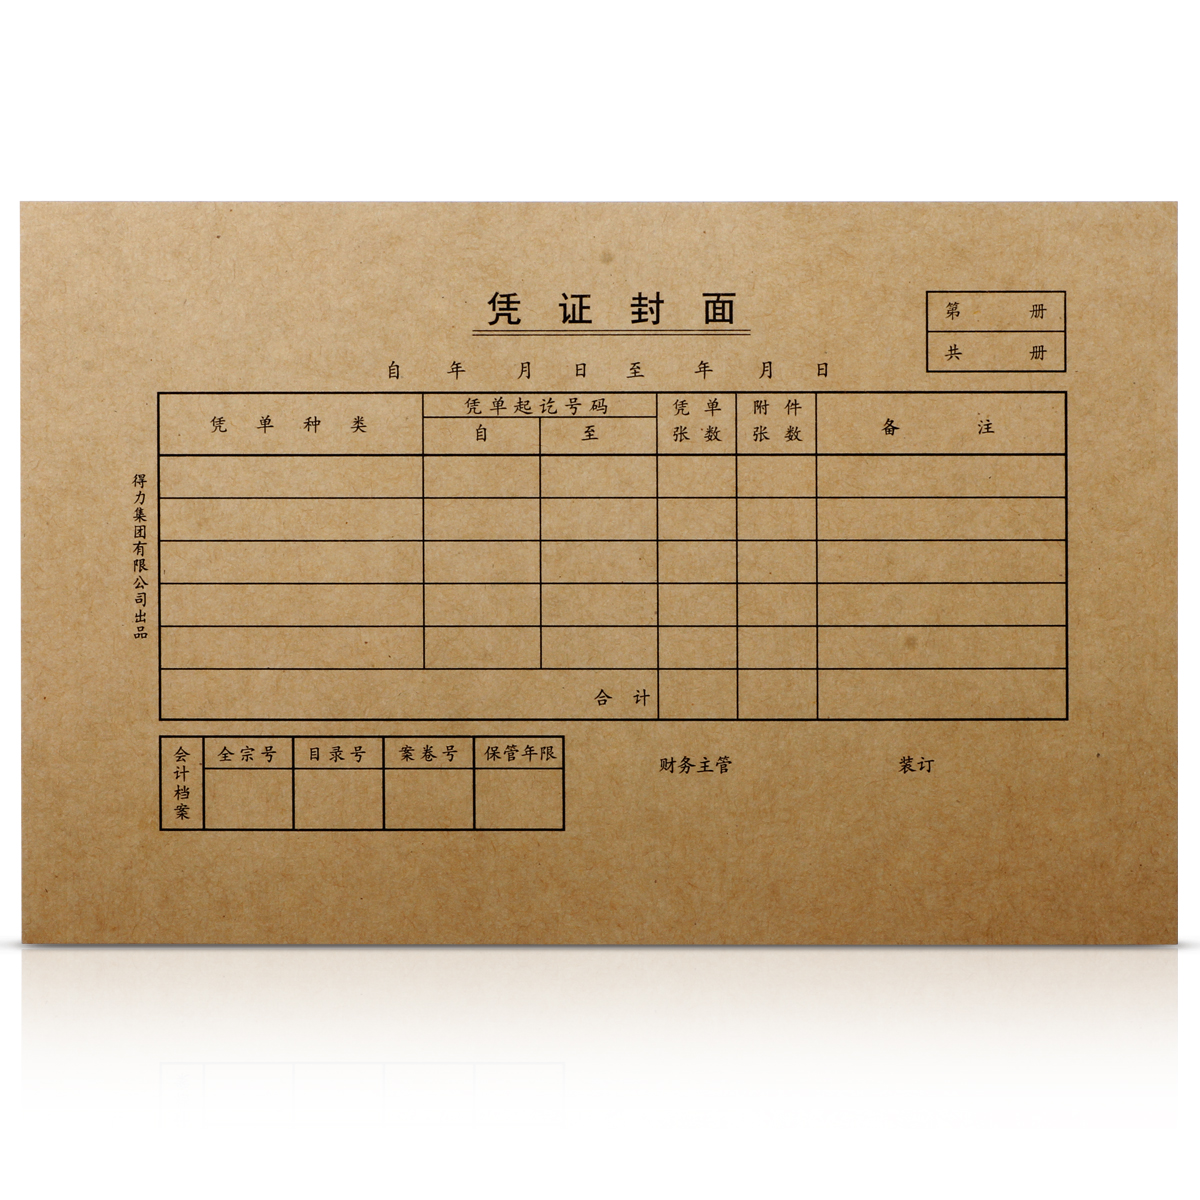 凭证封面
第 册
共 册
自 年 月 日 至 年 月 日
凭单种类 凭单起讫号码 凭单张数 附件张数 备注
自 至
合计
得力集团有限公司出品
会计档案 全宗号 目录号 案卷号 保管年限
财务主管 装订